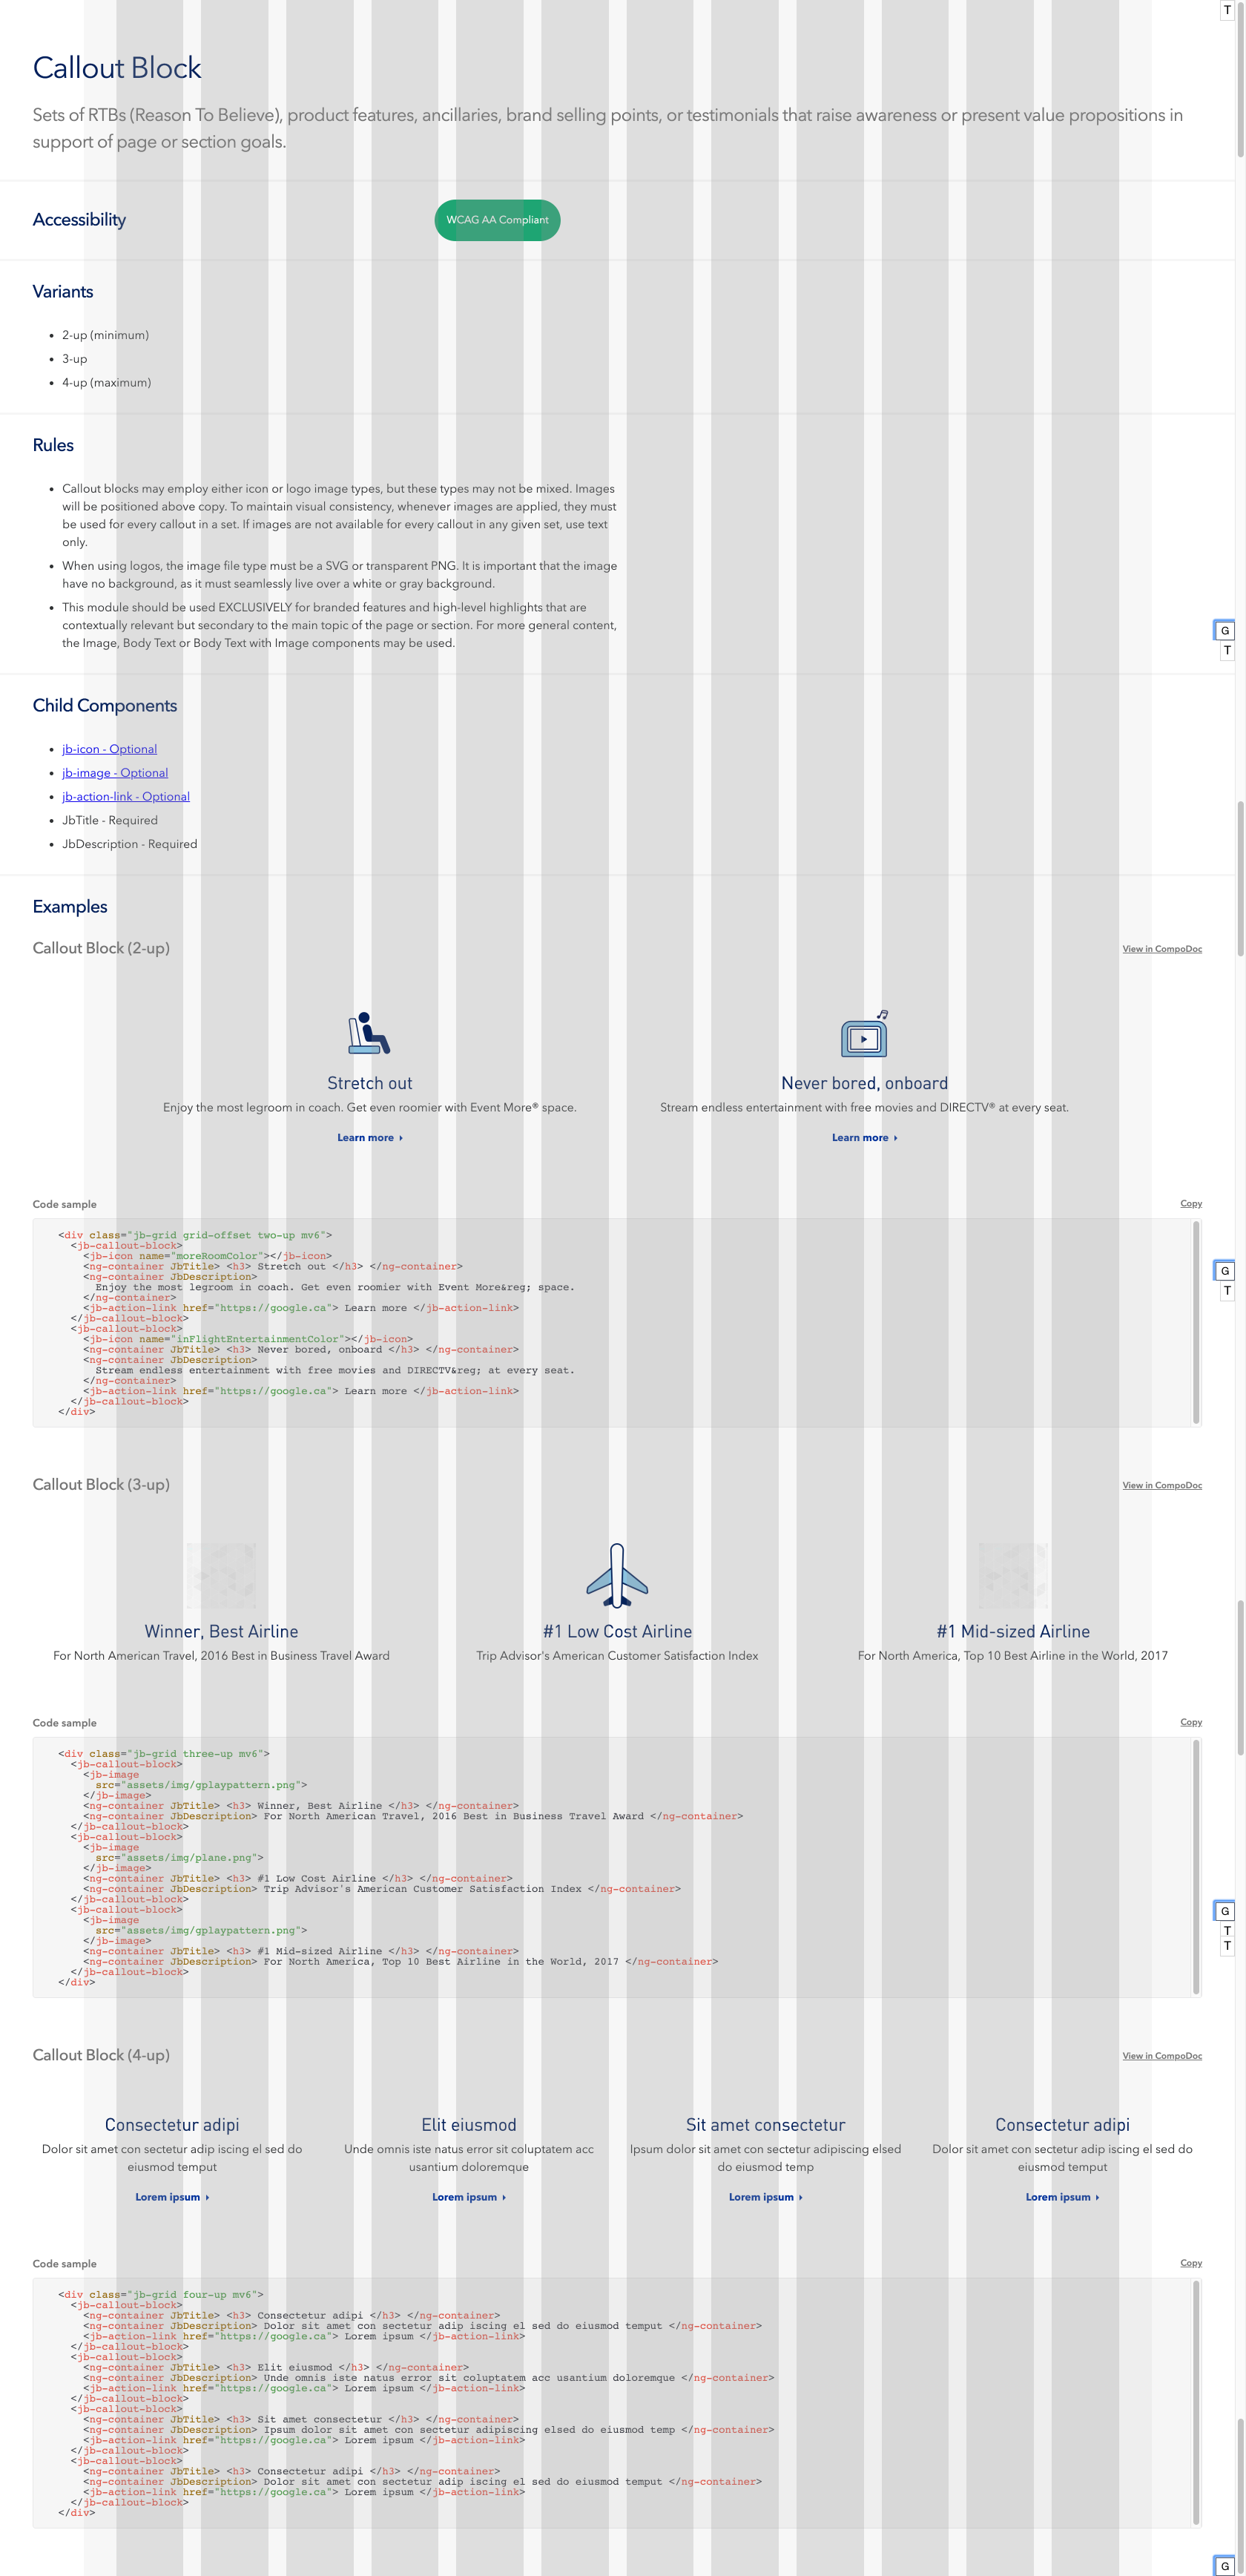 T
Callout Block
Sets of RTBs (Reason To Believe), product features, ancillaries, brand selling points, or testimonials that raise awareness or present value propositions in
support of page or section goals.
Accessibility
WCAG AA Compliant
Variants
• 2-up (minimum)
• 3-up
• 4-up (maximum)
Rules
• Callout blocks may employ either icon or logo image types, but these types may not be mixed. Images
will be positioned above copy. To maintain visual consistency, whenever images are applied, they must
be used for every callout in a set. If images are not available for every callout in any given set, use text
only.
• When using logos, the image file type must be a SVG or transparent PNG. It is important that the image
have no background, as it must seamlessly live over a white or gray background.
• This module should be used EXCLUSIVELY for branded features and high-level highlights that are
contextually relevant but secondary to the main topic of the page or section. For more general content,
the Image, Body Text or Body Text with Image components may be used.
G
T
Child Components
• jb-icon - Optional
• jb-image - Optional
• jb-action-link - Optional
• JbTitle - Required
• JbDescription - Required
Examples
Callout Block (2-up)
View in CompoDoc
Stretch out
Enjoy the most legroom in coach. Get even roomier with Event More® space.
Learn more
Never bored, onboard
Stream endless entertainment with free movies and DIRECTV® at every seat.
Learn more
Code sample
Copy
<div class="jb-grid grid-offset two-up mv6">
<jb-callout-block>
<jb-icon name="moreRoomColor"></jb-icon>
<ng-container JbTitle> <h3> Stretch out </h3> </ng-container>
<ng-container JbDescription>
Enjoy the most legroom in coach. Get even roomier with Event More&reg; space.
</ng-container>
<jb-action-link href="https://google.ca"> Learn more </jb-action-link>
</jb-callout-block>
<jb-callout-block>
<jb-icon name="inFlightEntertainmentColor"></jb-icon>
<ng-container JbTitle> <h3> Never bored, onboard </h3> </ng-container>
<ng-container JbDescription>
Stream endless entertainment with free movies and DIRECTV&reg; at every seat.
</ng-container>
<jb-action-link href="https://google.ca"> Learn more </jb-action-link>
</jb-callout-block>
</div>
G
T
Callout Block (3-up)
View in CompoDoc
Winner, Best Airline
For North American Travel, 2016 Best in Business Travel Award
#1 Low Cost Airline
Trip Advisor's American Customer Satisfaction Index
#1 Mid-sized Airline
For North America, Top 10 Best Airline in the World, 2017
Code sample
Copy
<div class="jb-grid three-up mv6">
<jb-callout-block>
<jb-image
src="assets/img/gplaypattern.png">
</jb-image>
<ng-container JbTitle> <h3> Winner, Best Airline </h3> </ng-container>
<ng-container JbDescription> For North American Travel, 2016 Best in Business Travel Award </ng-container>
</jb-callout-block>
<jb-callout-block>
<jb-image
src="assets/img/plane.png">
</jb-image>
<ng-container JbTitle> <h3> #1 Low Cost Airline </h3> </ng-container>
<ng-container JbDescription> Trip Advisor's American Customer Satisfaction Index </ng-container>
</jb-callout-block>
<jb-callout-block>
<jb-image
src="assets/img/gplaypattern.png">
</jb-image>
<ng-container JbTitle> <h3> #1 Mid-sized Airline </h3> </ng-container>
<ng-container JbDescription> For North America, Top 10 Best Airline in the World, 2017 </ng-container>
</jb-callout-block>
</div>
G
T
T
Callout Block (4-up)
View in CompoDoc
Consectetur adipi
Dolor sit amet con sectetur adip iscing el sed do
eiusmod temput
Lorem ipsum
Elit eiusmod
Unde omnis iste natus error sit coluptatem acc
usantium doloremque
Lorem ipsum
Sit amet consectetur
Ipsum dolor sit amet con sectetur adipiscing elsed
do eiusmod temp
Lorem ipsum
Consectetur adipi
Dolor sit amet con sectetur adip iscing el sed do
eiusmod temput
Lorem ipsum
Code sample
Copy
<div class="jb-grid four-up mv6">
<jb-callout-block>
<ng-container JbTitle> <h3> Consectetur adipi </h3> </ng-container>
<ng-container JbDescription> Dolor sit amet con sectetur adip iscing el sed do eiusmod temput </ng-container>
<jb-action-link href="https://google.ca"> Lorem ipsum </jb-action-link>
</jb-callout-block>
<jb-callout-block>
<ng-container JbTitle> <h3> Elit eiusmod </h3> </ng-container>
<ng-container JbDescription> Unde omnis iste natus error sit coluptatem acc usantium doloremque </ng-container>
<jb-action-link href="https://google.ca"> Lorem ipsum </jb-action-link>
</jb-callout-block>
<jb-callout-block>
<ng-container JbTitle> <h3> Sit amet consectetur </h3> </ng-container>
<ng-container JbDescription> Ipsum dolor sit amet con sectetur adipiscing elsed do eiusmod temp </ng-container>
<jb-action-link href="https://google.ca"> Lorem ipsum </jb-action-link>
</jb-callout-block>
<jb-callout-block>
<ng-container JbTitle> <h3> Consectetur adipi </h3> </ng-container>
<ng-container JbDescription> Dolor sit amet con sectetur adip iscing el sed do eiusmod temput </ng-container>
<jb-action-link href="https://google.ca"> Lorem ipsum </jb-action-link>
</jb-callout-block>
</div>
G